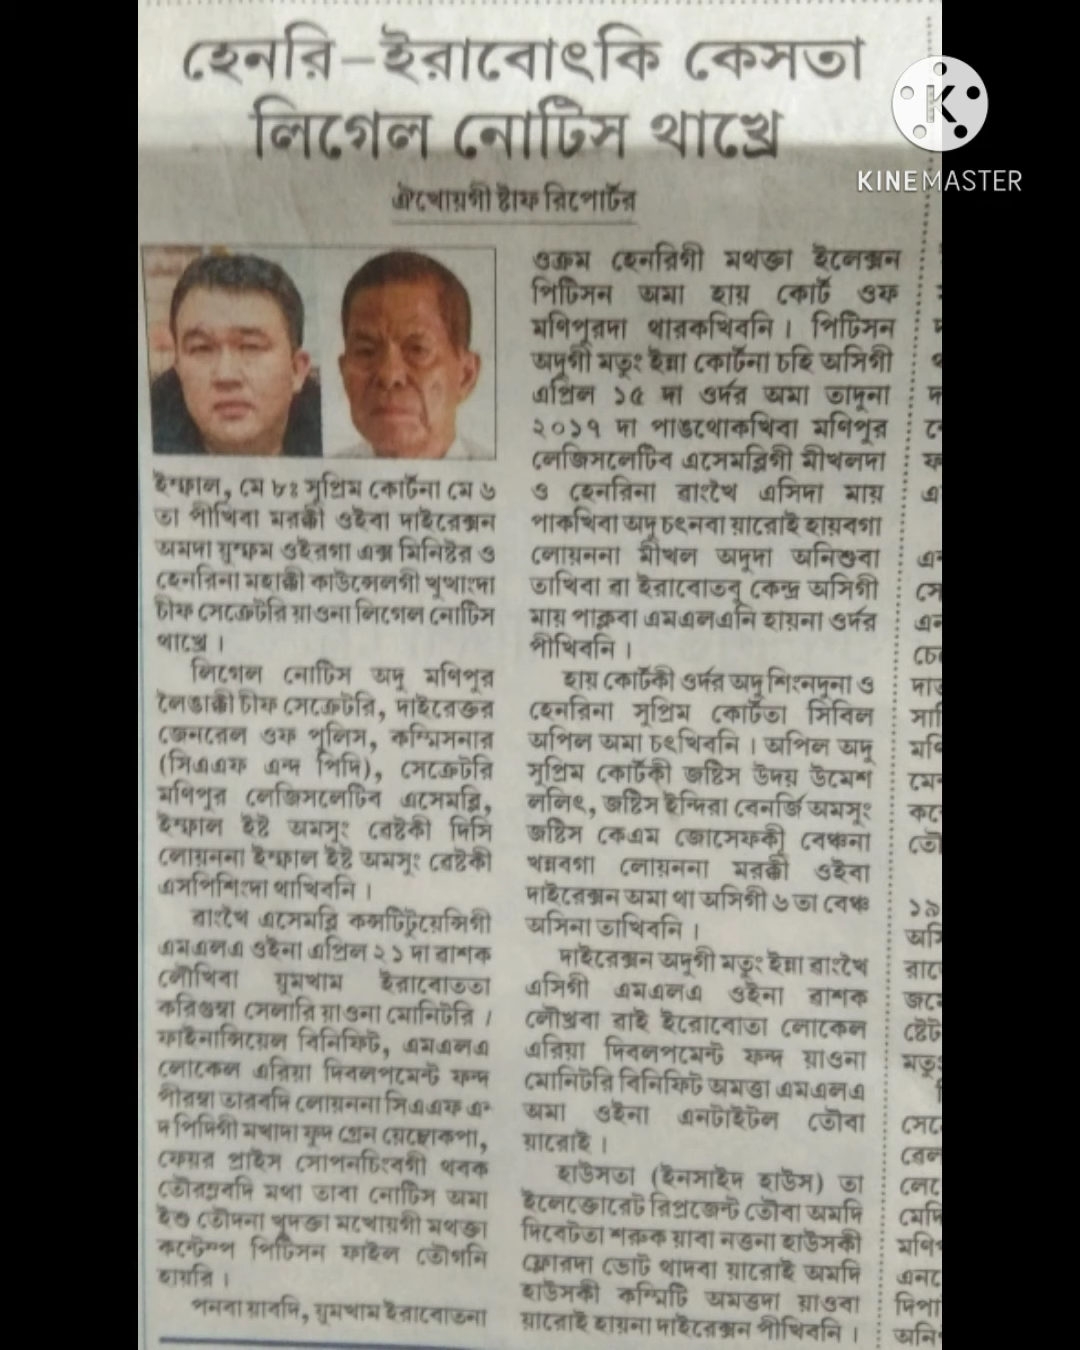 হেনরি–ইরাবোৎকি কেসতা
লিগেল নোটিস থাখ্রে
ঐখোয়গী ষ্টাফ রিপোর্টর
KINEMASTER
ইম্ফাল, মে ৮ঃ সুপ্রিম কোর্টনা মে ৬
তা পীখিবা মরক্কী ওইবা দাইরেক্সন
অমদা য়ুম্ফম ওইরগা এক্স মিনিষ্টর ও
হেনরিনা মহাক্কী কাউন্সেলগী খুথাংদা
চীফ সেক্রেটরি য়াওনা লিগেল নোটিস
থাখ্রে ।
লিগেল নোটিস অদু মণিপুর
লৈঙাক্কী চীফ সেক্রেটরি, দাইরেক্তর
জেনরেল ওফ পুলিস, কম্মিসনার
(সিএএফ এন্দ পিদি), সেক্রেটরি
মণিপুর লেজিসলেটিব এসেমব্লি,
ইম্ফাল ইষ্ট অমসুং বেষ্টকী দিসি
লোয়ননা ইম্ফাল ইষ্ট অমসুং বেষ্টকী
এসপিশিংদা থাখিবনি ।
ৱাংখৈ এসেমব্লি কন্সটিটুয়েন্সিগী
এমএলএ ওইনা এপ্রিল ২১ দা ৱাশক
লৌখিবা য়ুমখাম ইরাবোততা
করিগুম্বা সেলারি য়াওনা মোনিটরি ।
ফাইনান্সিয়েল বিনিফিট, এমএলএ
লোকেল এরিয়া দিবলপমেন্ট ফন্দ
পীরম্বা তারবদি লোয়ননা সিএএফ এ
দ পিদিগী মখাদা ফুদ গ্রেন
ফেয়র প্রাইস সোপনচিংবগী থবক
তৌরম্লবদি মথা তাবা নোটিস অমা
ইশু তৌদনা খুদক্তা মখোয়গী মথক্তা
কন্টেম্প পিটিসন ফাইল তৌগনি
হায়রি ।
পনবা য়াবদি, য়ুমখাম ইরাবোতনা
ওক্রম হেনরিগী মথক্তা ইলেক্সন
পিটিসন অমা হায় কোর্ট ওফ
মণিপুরদা থারকখিবনি । পিটিসন
অদুগী মতুং ইন্না কোর্টনা চহি অসিগী
এপ্রিল ১৫ দা ওর্দর অমা তাদুনা
২০১৭ দা পাঙথোকখিবা মণিপুর
লেজিসলেটিব এসেমব্লিগী মীখলদা
ও হেনরিনা ৱাংখৈ এসিদা মায়
পাকখিবা অদু চৎনবা য়ারোই হায়বগা
লোয়ননা মীখল অদুদা অনিশুবা
তাখিবা ৱা ইরাবোতবু কেন্দ্র অসিগী
মায় পাক্লবা এমএলএনি হায়না ওর্দর
পীখিবনি ।
হায় কোর্টকী ওর্দর অদু শিংনদুনা ও
হেনরিনা সুপ্রিম কোর্টতা সিবিল
অপিল অমা চংখিবনি । অপিল অদু
সুপ্রিম কোর্টকী জষ্টিস উদয় উমেশ
ললিৎ, জষ্টিস ইন্দিরা বেনর্জি অমসুং
জষ্টিস কেএম জোসেফকী বেঞ্চনা
থন্নবগা লোয়ননা মরক্কী ওইবা
দাইরেক্সন অমা থা অসিগী ৬ তা বেঞ্চ
অসিনা তাখিবনি ।
দাইরেক্সন অদুগী মতুং ইন্না ৱাংখৈ
এসিগী এমএলএ ওইনা ৱাশক
লৌখ্রবা ৱাই ইরোবোতা লোকেল
এরিয়া দিবলপমেন্ট ফন্দ য়াওনা
মোনিটরি বিনিফিট অমত্তা এমএলএ
অমা ওইনা এনটাইটল তৌবা
য়ারোই ।
হাউসতা (ইনসাইদ হাউস) তা
ইলেক্তোরেট রিপ্রজেন্ট তৌবা অমদি
দিবেটতা শরুক য়াবা নত্তনা হাউসকী
ফ্লোরদা ভোট থাদবা য়ারোই অমদি
হাউসকী কম্মিটি অমত্তদা য়াওবা
য়ারোই হায়না দাইরেক্সন পীখিবনি ।